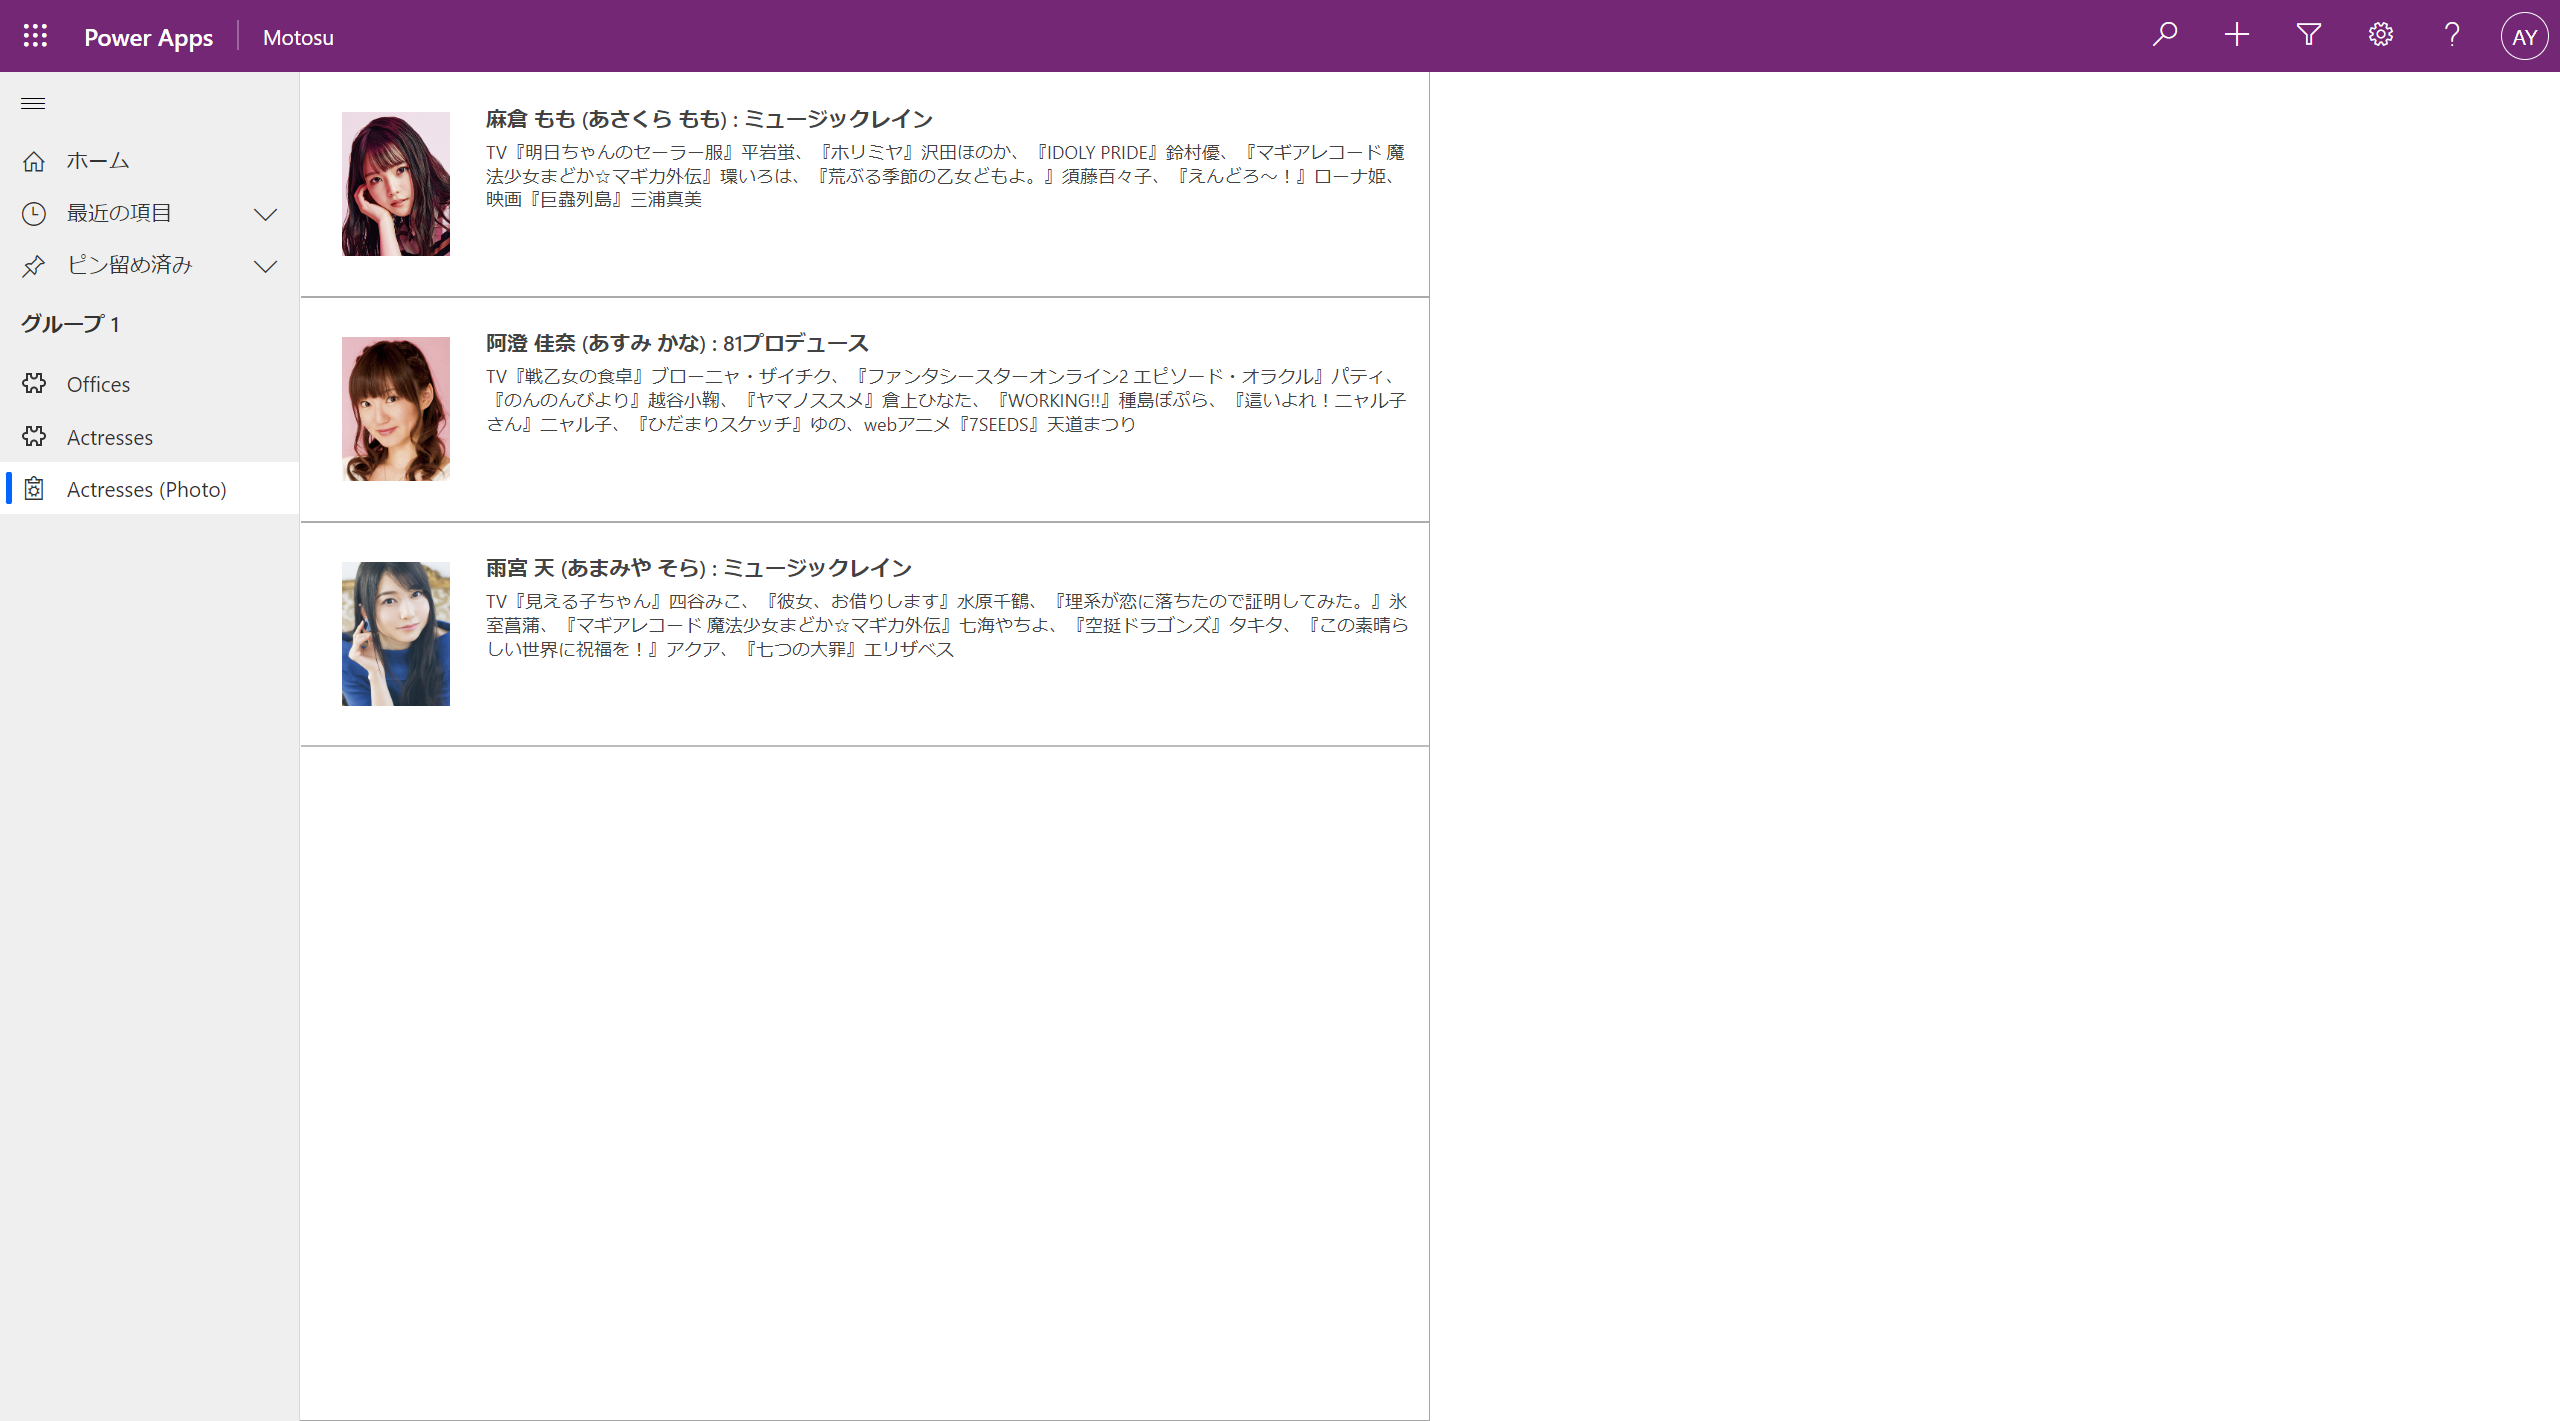 Power Apps
Motosu
AY
ホーム
最近の項目
ピン留め済み
グループ 1
Offices
Actresses
Actresses (Photo)
麻倉 もも (あさくら もも) : ミュージックレイン
TV『明日ちゃんのセーラー服』平岩蛍、『ホリミヤ』沢田ほのか、『IDOLY PRIDE』鈴村優、『マギアレコード 魔
法少女まどか☆マギカ外伝』環いろは、『荒ぶる季節の乙女どもよ。』須藤百々子、『えんどろ～！』ローナ姫、
映画『巨蟲列島』三浦真美
阿澄 佳奈 (あすみ かな) : 81プロデュース
TV『戦乙女の食卓』ブローニャ・ザイチク、『ファンタシースターオンライン2 エピソード・オラクル』パティ、
『のんのんびより』越谷小鞠、『ヤマノススメ』倉上ひなた、『WORKING!!』種島ぽぷら、『這いよれ！ニャル子
さん』ニャル子、『ひだまりスケッチ』ゆの、webアニメ『7SEEDS』天道まつり
雨宮 天 (あまみや そら) : ミュージックレイン
TV『見える子ちゃん』四谷みこ、『彼女、お借りします』水原千鶴、『理系が恋に落ちたので証明してみた。』氷
室菖蒲、『マギアレコード 魔法少女まどか☆マギカ外伝』七海やちよ、『空挺ドラゴンズ』タキタ、『この素晴ら
しい世界に祝福を！』アクア、『七つの大罪』エリザベス